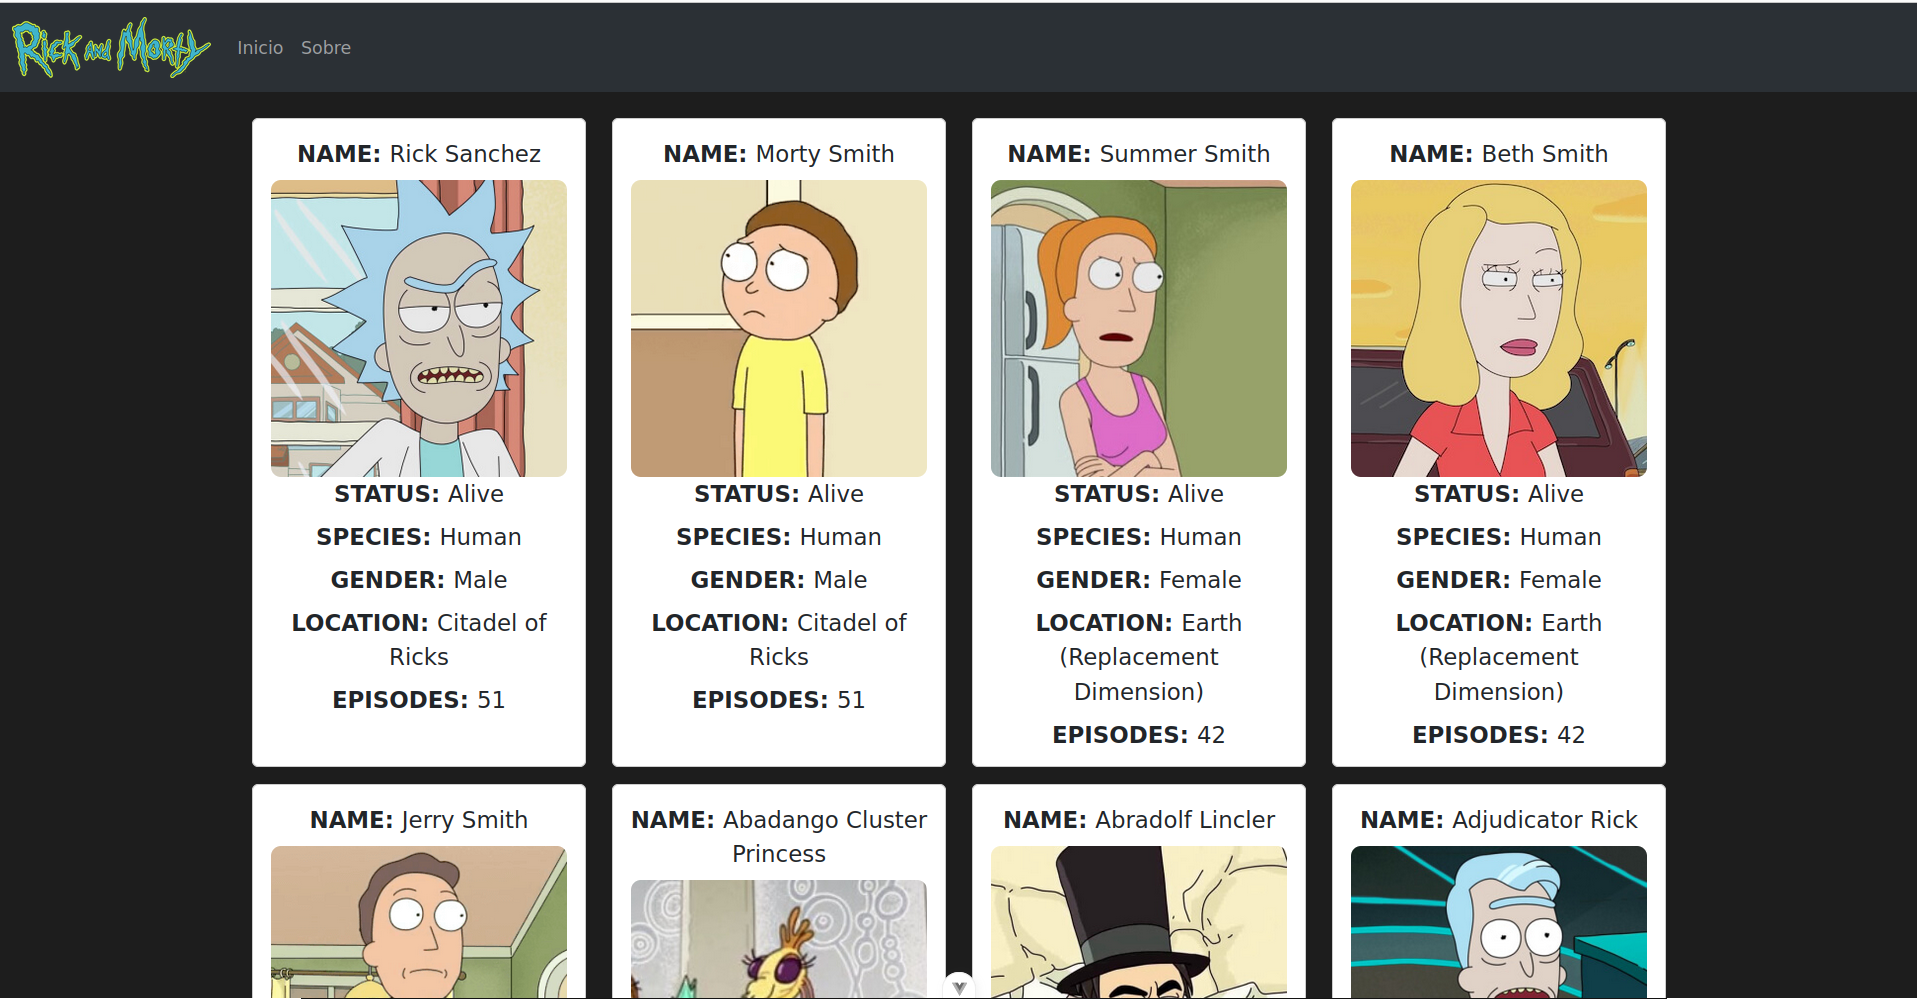 Rick and Morty
Inicio Sobre
NAME: Rick Sanchez
STATUS: Alive
SPECIES: Human
GENDER: Male
LOCATION: Citadel of
Ricks
EPISODES: 51
NAME: Morty Smith
STATUS: Alive
SPECIES: Human
GENDER: Male
LOCATION: Citadel of
Ricks
EPISODES: 51
NAME: Summer Smith
STATUS: Alive
SPECIES: Human
GENDER: Female
LOCATION: Earth
(Replacement
Dimension)
EPISODES: 42
NAME: Beth Smith
STATUS: Alive
SPECIES: Human
GENDER: Female
LOCATION: Earth
(Replacement
Dimension)
EPISODES: 42
NAME: Jerry Smith
NAME: Abadango Cluster
Princess
NAME: Abradolf Lincler
NAME: Adjudicator Rick